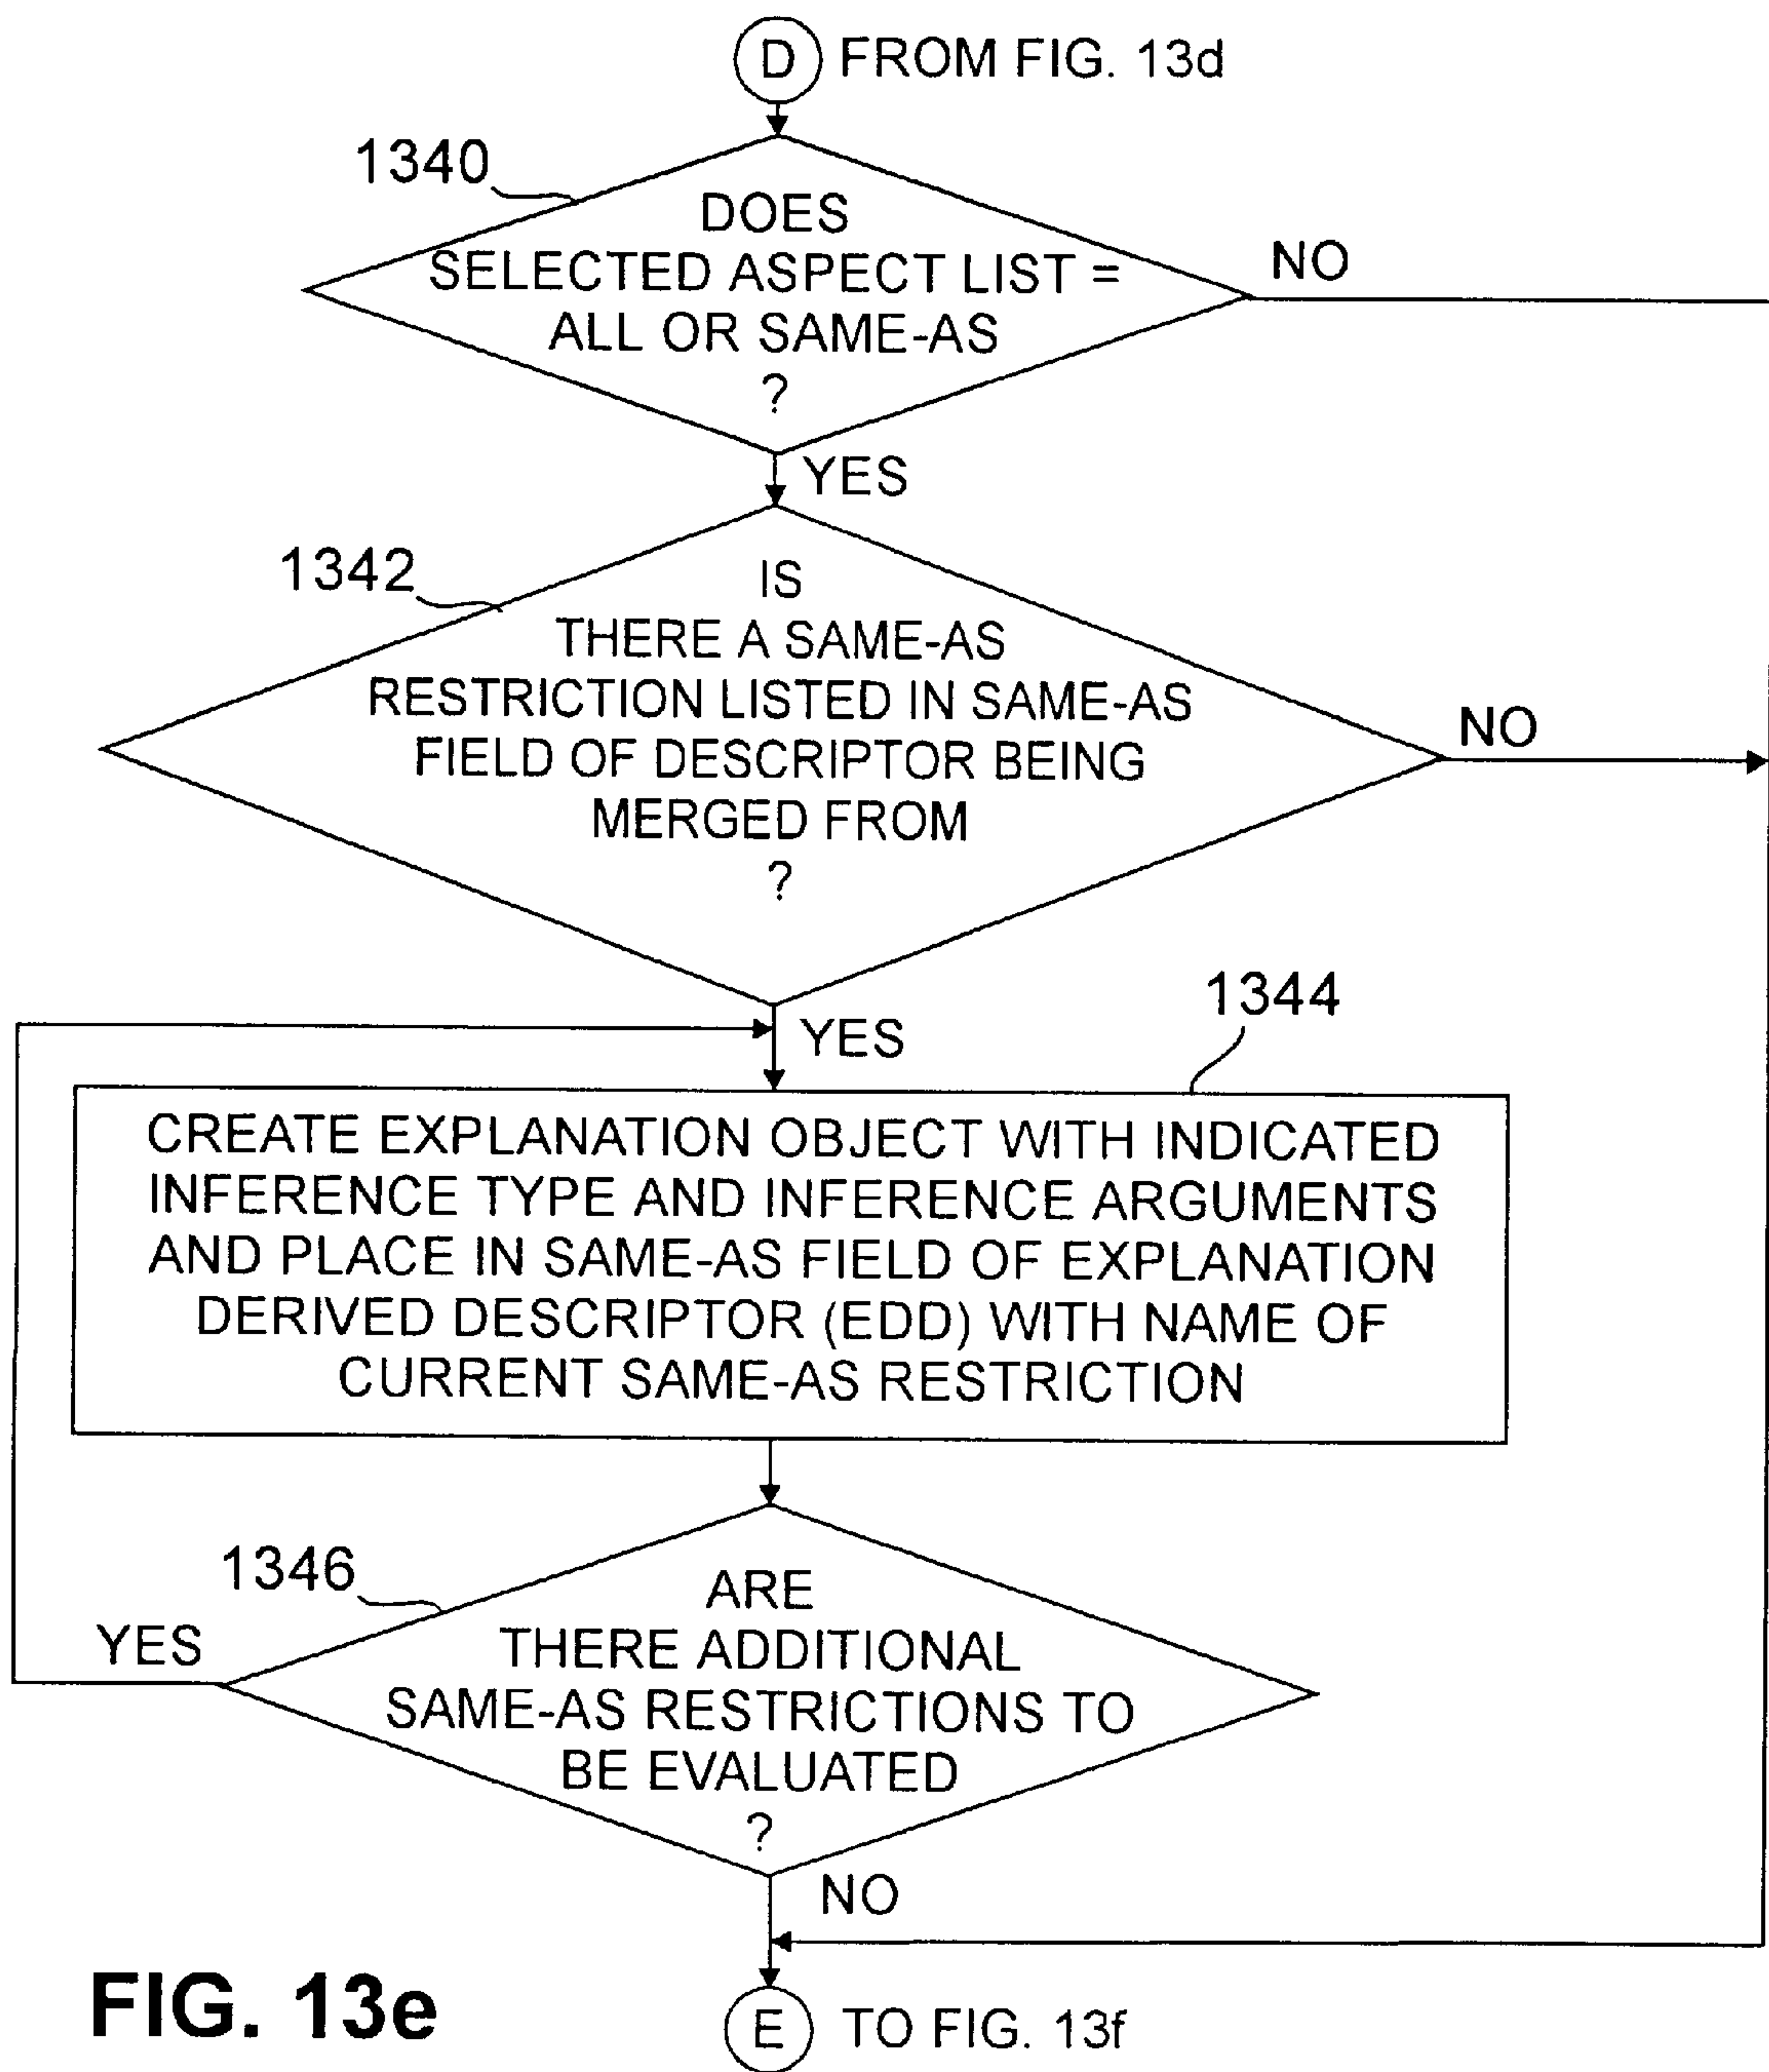 D FROM FIG. 13d
1340
DOES
SELECTED ASPECT LIST =
ALL OR SAME-AS
?
NO
YES
1342
IS
THERE A SAME-AS
RESTRICTION LISTED IN SAME-AS
FIELD OF DESCRIPTOR BEING
MERGED FROM
?
NO
YES
1344
CREATE EXPLANATION OBJECT WITH INDICATED
INFERENCE TYPE AND INFERENCE ARGUMENTS
AND PLACE IN SAME-AS FIELD OF EXPLANATION
DERIVED DESCRIPTOR (EDD) WITH NAME OF
CURRENT SAME-AS RESTRICTION
1346
ARE
THERE ADDITIONAL
SAME-AS RESTRICTIONS TO
BE EVALUATED
?
YES
NO
FIG. 13e
E TO FIG. 13f